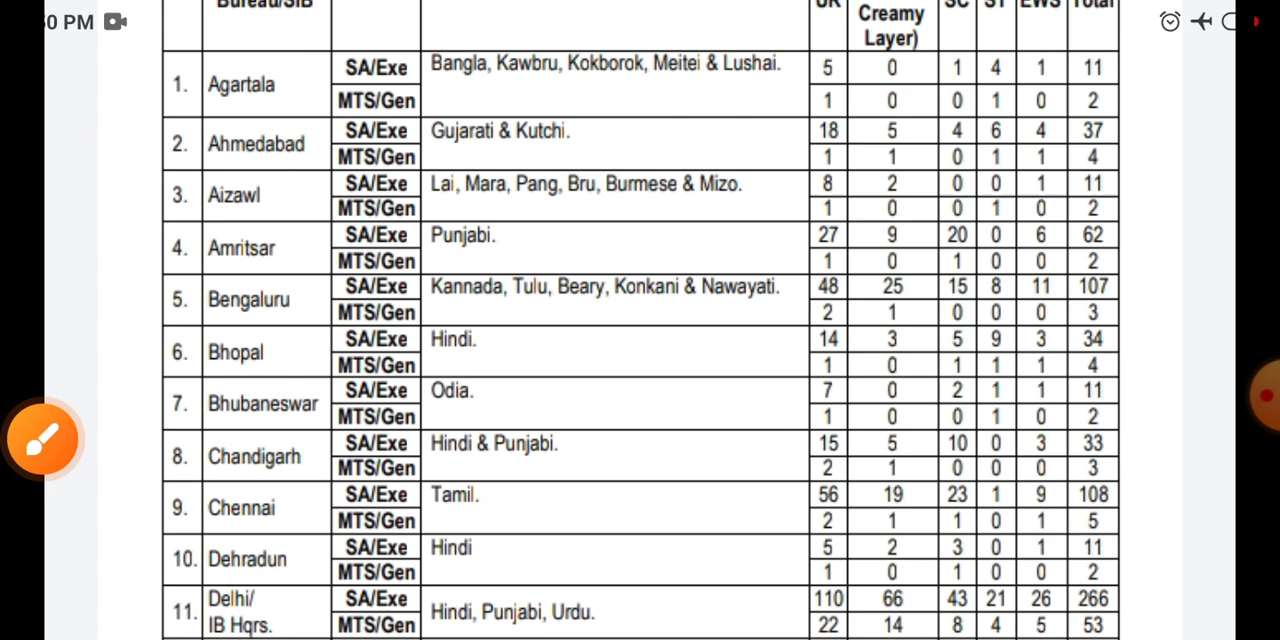 :50 PM
Bureau/SIB UR Creamy Layer) SC ST EWS Total
1. Agartala SA/Exe Bangla, Kawbru, Kokborok, Meitei & Lushai. 5 0 1 4 1 11
MTS/Gen 1 0 0 1 0 2
2. Ahmedabad SA/Exe Gujarati & Kutchi. 18 5 4 6 4 37
MTS/Gen 1 1 0 1 1 4
3. Aizawl SA/Exe Lai, Mara, Pang, Bru, Burmese & Mizo. 8 2 0 0 1 11
MTS/Gen 1 0 0 1 0 2
4. Amritsar SA/Exe Punjabi. 27 9 20 0 6 62
MTS/Gen 1 0 1 0 0 2
5. Bengaluru SA/Exe Kannada, Tulu, Beary, Konkani & Nawayati. 48 25 15 8 11 107
MTS/Gen 2 1 0 0 0 3
6. Bhopal SA/Exe Hindi. 14 3 5 9 3 34
MTS/Gen 1 0 1 1 1 4
7. Bhubaneswar SA/Exe Odia. 7 0 2 1 1 11
MTS/Gen 1 0 0 1 0 2
8. Chandigarh SA/Exe Hindi & Punjabi. 15 5 10 0 3 33
MTS/Gen 2 1 0 0 0 3
9. Chennai SA/Exe Tamil. 56 19 23 1 9 108
MTS/Gen 2 1 1 0 1 5
10. Dehradun SA/Exe Hindi 5 2 3 0 1 11
MTS/Gen 1 0 1 0 0 2
11. Delhi/ IB Hqrs. SA/Exe Hindi, Punjabi, Urdu. 110 66 43 21 26 266
MTS/Gen 22 14 8 4 5 53